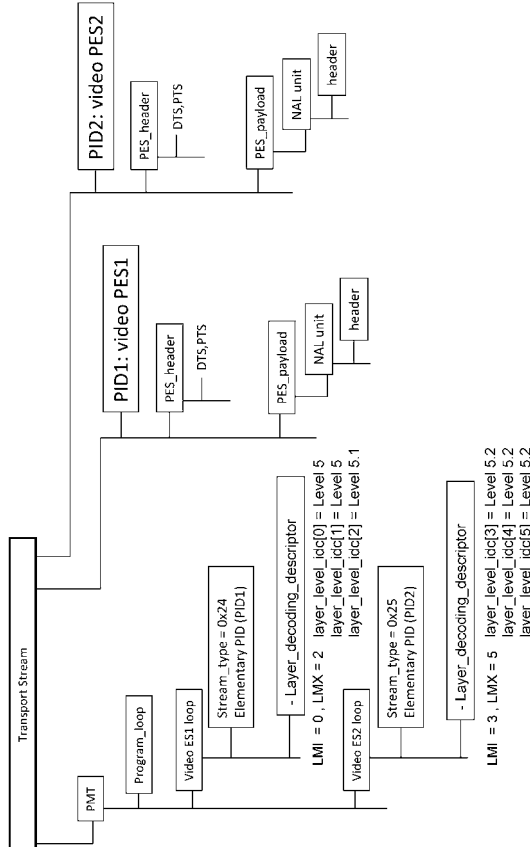 Transport Stream
PMT
Program_loop
Video ES1 loop
Stream_type = 0x24
Elementary PID (PID1)
- Layer_decoding_descriptor
LMI = 0 , LMX = 2 layer_level_idc[0] = Level 5
layer_level_idc[1] = Level 5
layer_level_idc[2] = Level 5.1
Video ES2 loop
Stream_type = 0x25
Elementary PID (PID2)
- Layer_decoding_descriptor
LMI = 3 , LMX = 5 layer_level_idc[3] = Level 5.2
layer_level_idc[4] = Level 5.2
layer_level_idc[5] = Level 5.2
PID1: video PES1
PES_header
DTS,PTS
PES_payload
NAL unit
header
PID2: video PES2
PES_header
DTS,PTS
PES_payload
NAL unit
header